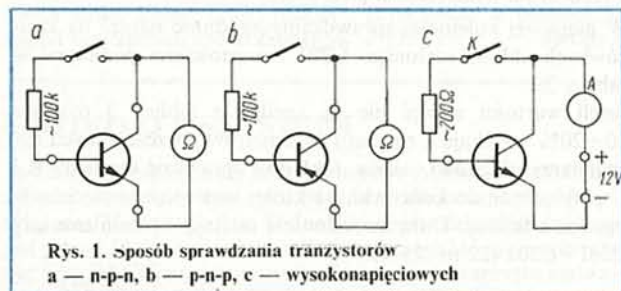 a b c K
~100k ~100k ~200Ω
Ω Ω A
+
12V
−
Rys. 1. Sposób sprawdzania tranzystorów
a — n-p-n, b — p-n-p, c — wysokonapięciowych